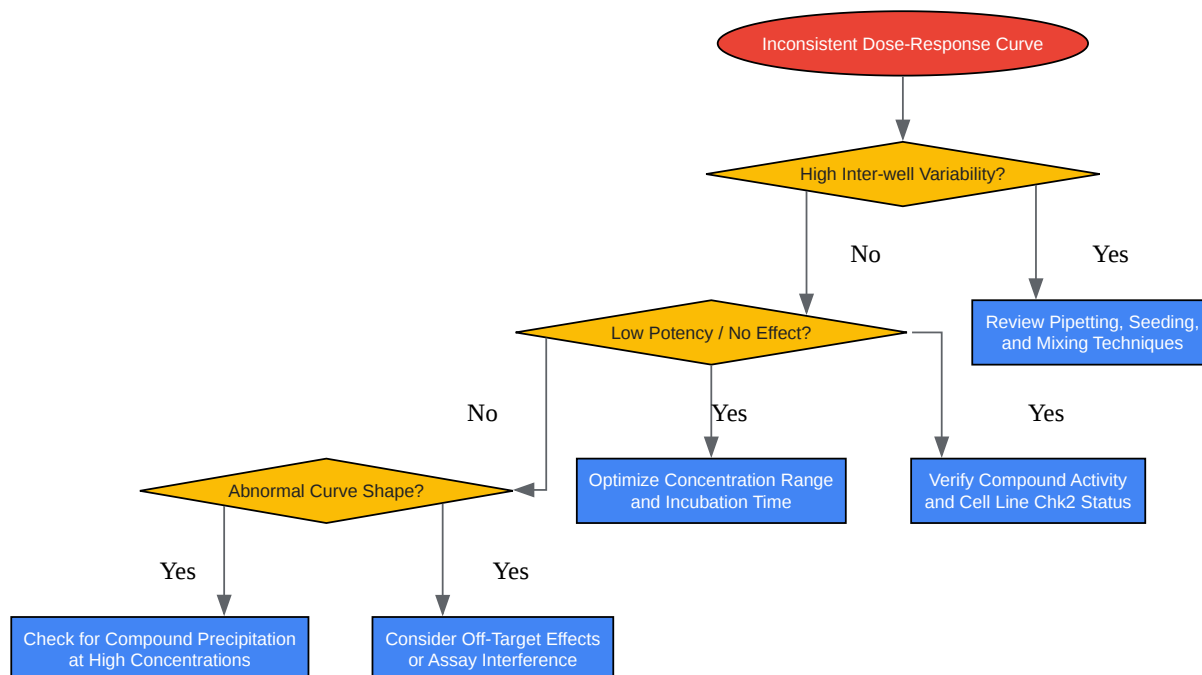 Inconsistent Dose-Response Curve
High Inter-well Variability?
No
Yes
Review Pipetting, Seeding,
and Mixing Techniques
Low Potency / No Effect?
No
Yes
Yes
Optimize Concentration Range
and Incubation Time
Verify Compound Activity
and Cell Line Chk2 Status
Abnormal Curve Shape?
Yes
Yes
Check for Compound Precipitation
at High Concentrations
Consider Off-Target Effects
or Assay Interference